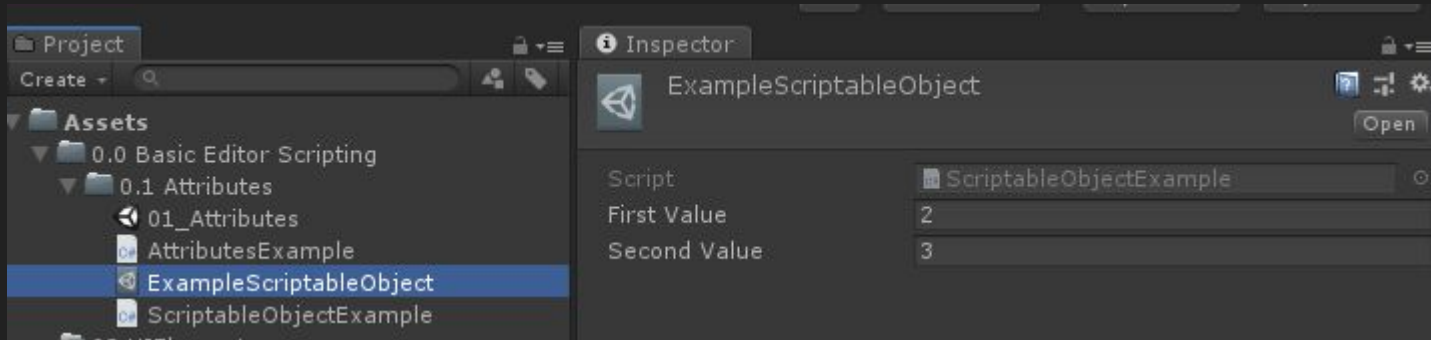 Project
Create
Assets
0.0 Basic Editor Scripting
0.1 Attributes
01_Attributes
AttributesExample
ExampleScriptableObject
ScriptableObjectExample
Inspector
ExampleScriptableObject
Open
Script ScriptableObjectExample
First Value 2
Second Value 3